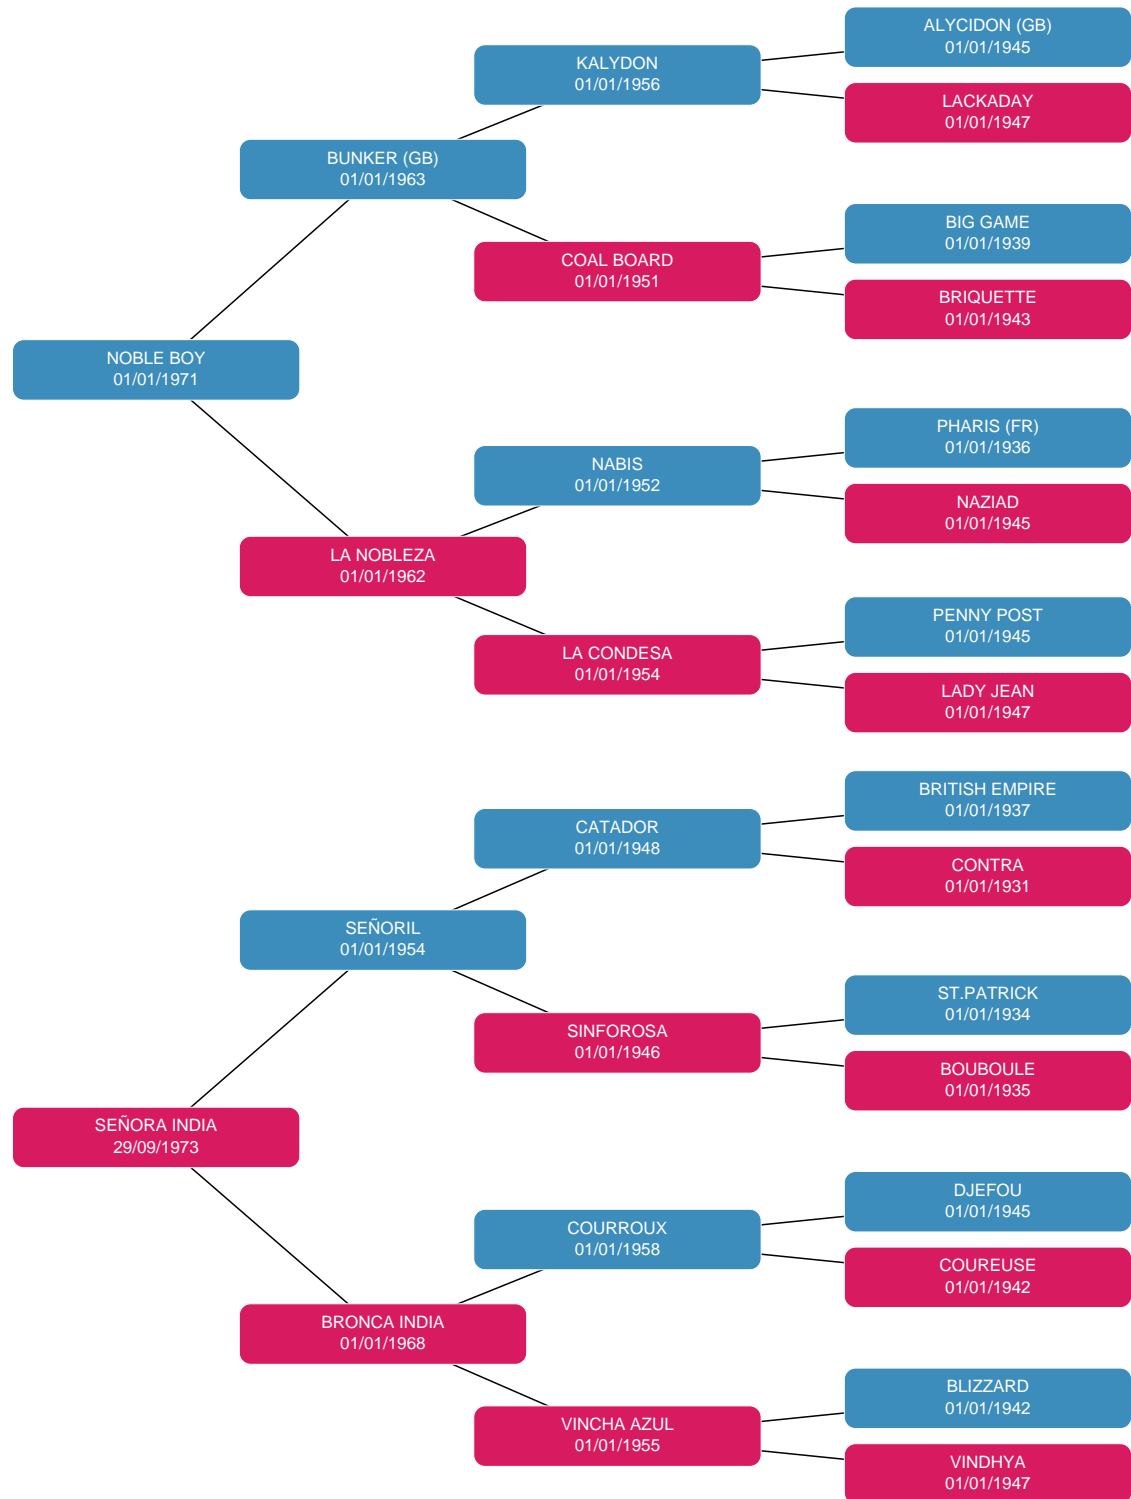 ALYCIDON (GB)
01/01/1945
KALYDON
01/01/1956
LACKADAY
01/01/1947
BUNKER (GB)
01/01/1963
BIG GAME
01/01/1939
COAL BOARD
01/01/1951
BRIQUETTE
01/01/1943
NOBLE BOY
01/01/1971
PHARIS (FR)
01/01/1936
NABIS
01/01/1952
NAZIAD
01/01/1945
LA NOBLEZA
01/01/1962
PENNY POST
01/01/1945
LA CONDESA
01/01/1954
LADY JEAN
01/01/1947
BRITISH EMPIRE
01/01/1937
CATADOR
01/01/1948
CONTRA
01/01/1931
SEÑORIL
01/01/1954
ST.PATRICK
01/01/1934
SINFOROSA
01/01/1946
BOUBOULE
01/01/1935
SEÑORA INDIA
29/09/1973
DJEFOU
01/01/1945
COURROUX
01/01/1958
COUREUSE
01/01/1942
BRONCA INDIA
01/01/1968
BLIZZARD
01/01/1942
VINCHA AZUL
01/01/1955
VINDHYA
01/01/1947